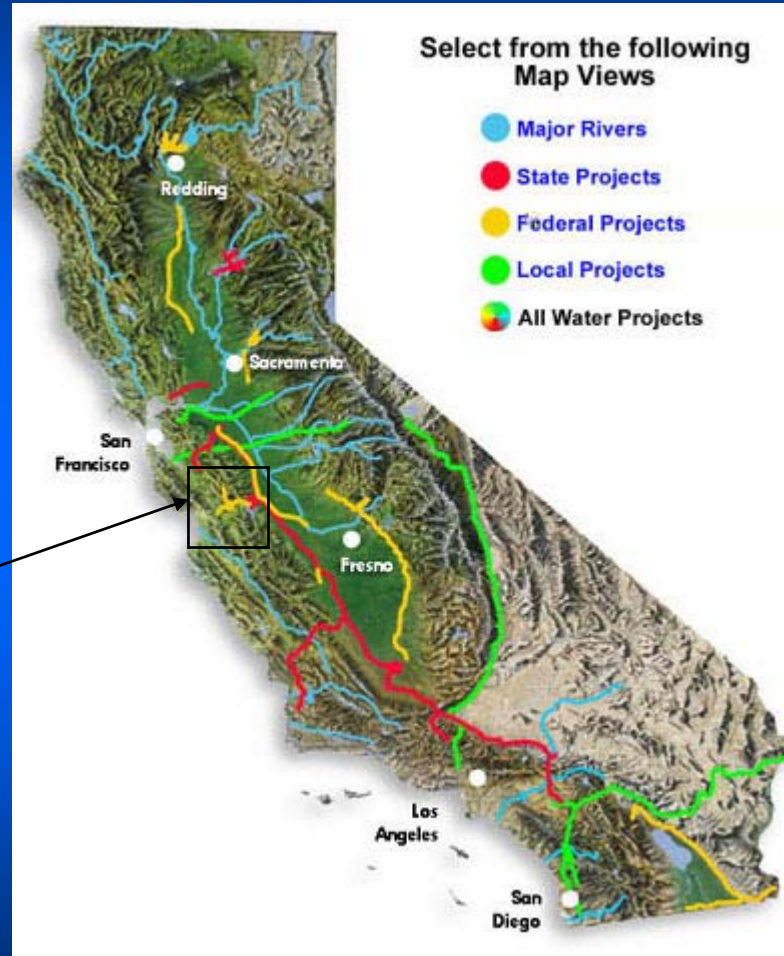 Select from the following
Map Views
Major Rivers
State Projects
Federal Projects
Local Projects
All Water Projects
Redding
Sacramento
San
Francisco
Fresno
Los
Angeles
San
Diego